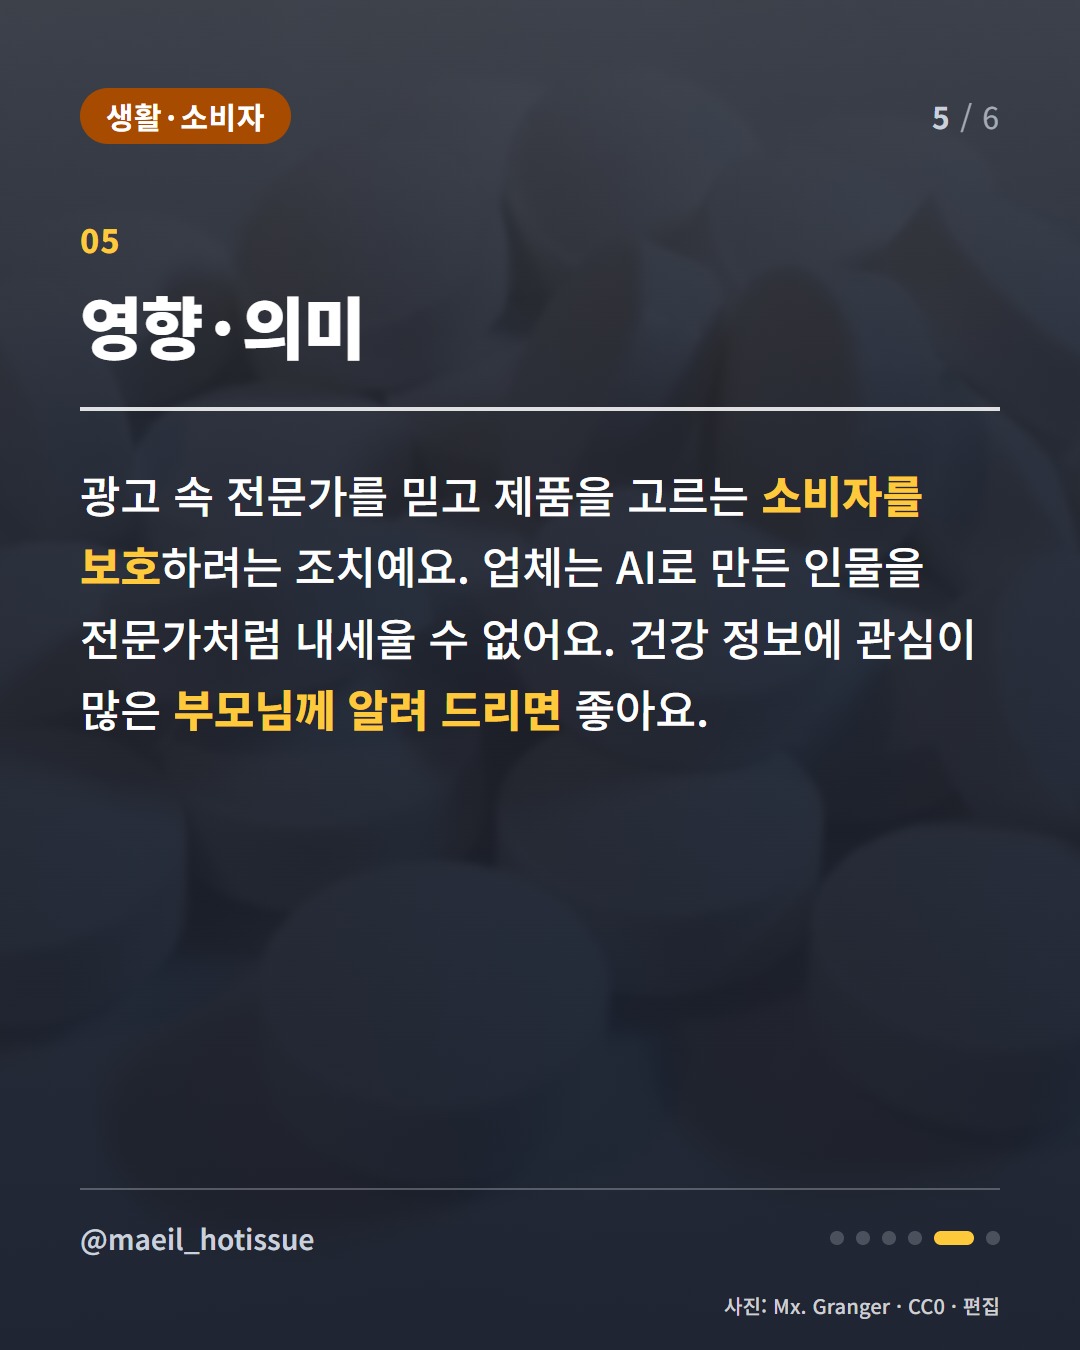 생활·소비자
5 / 6
05
영향·의미
광고 속 전문가를 믿고 제품을 고르는 소비자를
보호하려는 조치예요. 업체는 AI로 만든 인물을
전문가처럼 내세울 수 없어요. 건강 정보에 관심이
많은 부모님께 알려 드리면 좋아요.
@maeil_hotissue
사진: Mx. Granger · CC0 · 편집